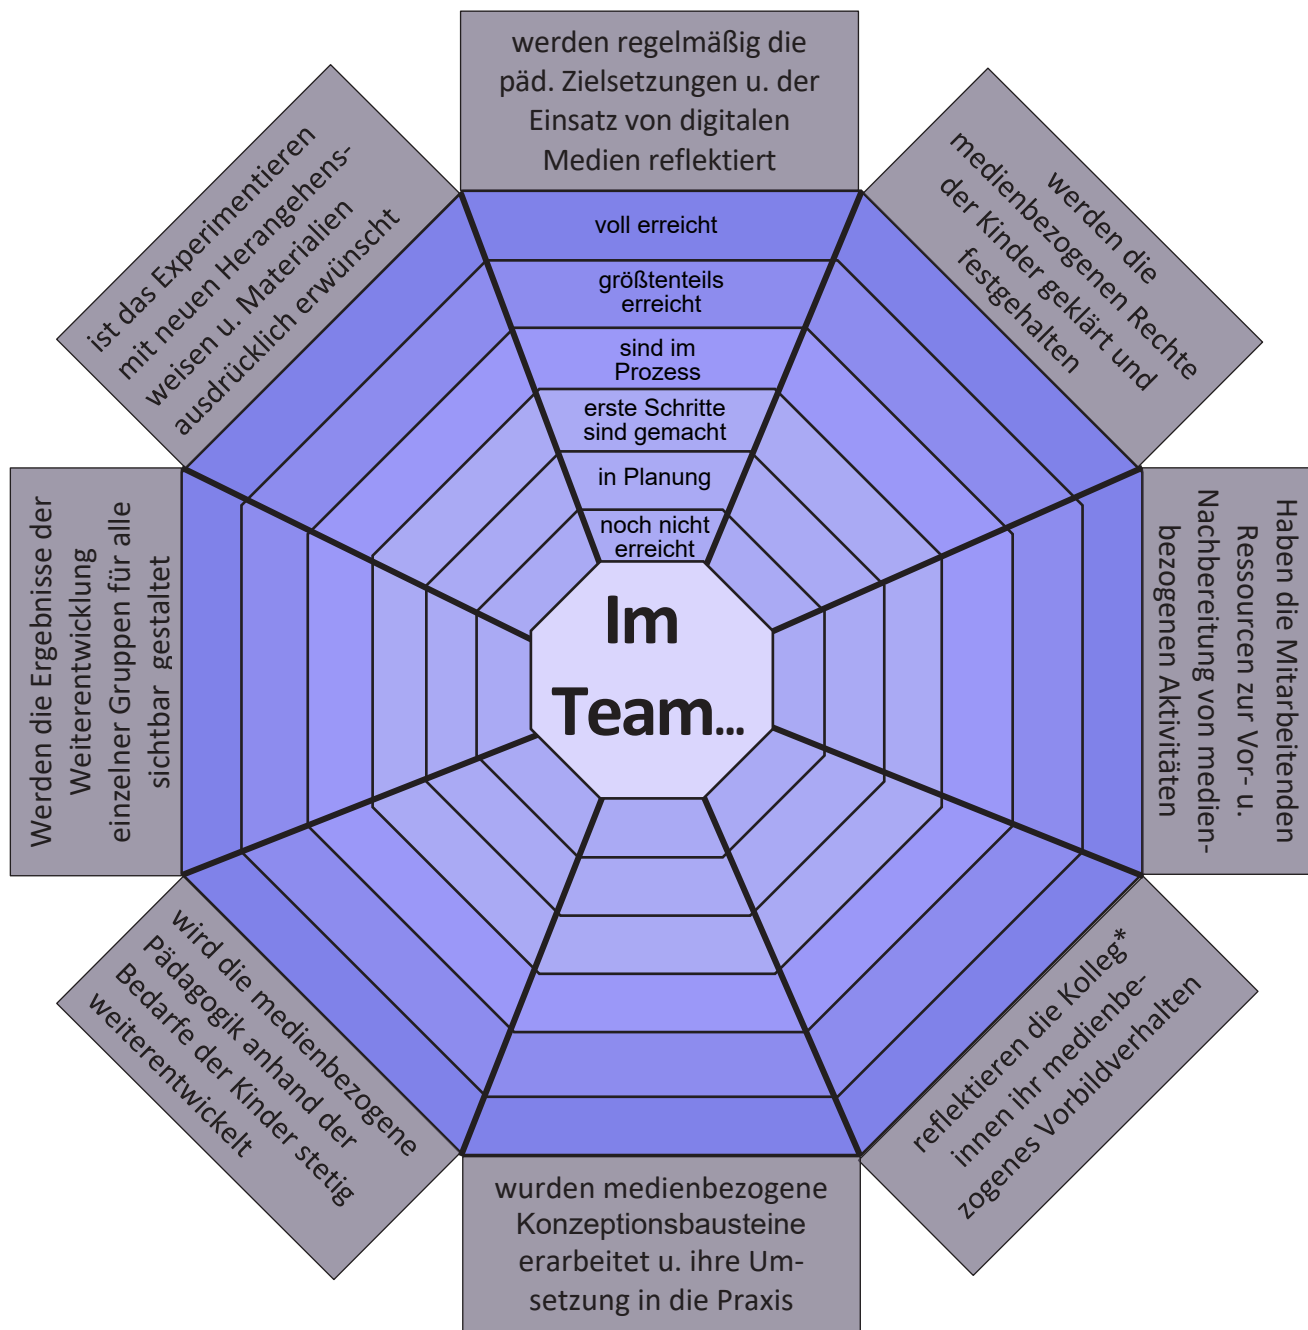 werden regelmäßig die
päd. Zielsetzungen u. der
Einsatz von digitalen
Medien reflektiert
werden die
medienbezogenen Rechte
der Kinder geklärt und
festgehalten
Haben die Mitarbeitenden
Ressourcen zur Vor- u.
Nachbereitung von medien-
bezogenen Aktivitäten
reflektieren die Kolleg*
innen ihr medienbe-
zogenes Vorbildverhalten
wurden medienbezogene
Konzeptionsbausteine
erarbeitet u. ihre Um-
setzung in die Praxis
wird die medienbezogene
Pädagogik anhand der
Bedarfe der Kinder stetig
weiterentwickelt
Werden die Ergebnisse der
Weiterentwicklung
einzelner Gruppen für alle
sichtbar gestaltet
ist das Experimentieren
mit neuen Herangehens-
weisen u. Materialien
ausdrücklich erwünscht
voll erreicht
größtenteils
erreicht
sind im
Prozess
erste Schritte
sind gemacht
in Planung
noch nicht
erreicht
Im
Team...